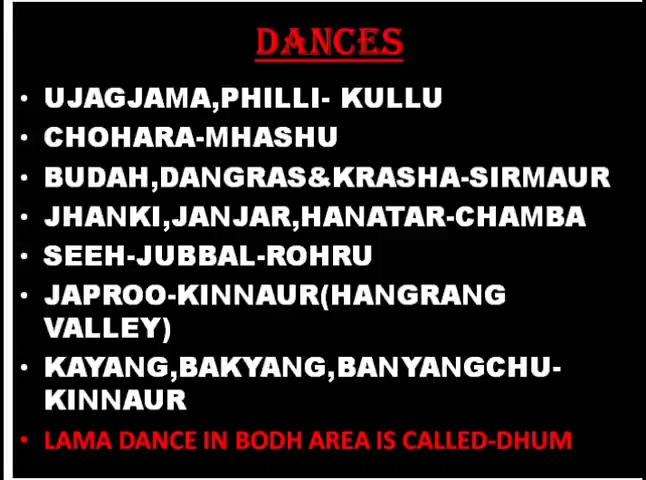 DANCES
• UJAGJAMA,PHILLI- KULLU
• CHOHARA-MHASHU
• BUDAH,DANGRAS&KRASHA-SIRMAUR
• JHANKI,JANJAR,HANATAR-CHAMBA
• SEEH-JUBBAL-ROHRU
• JAPROO-KINNAUR(HANGRANG
VALLEY)
• KAYANG,BAKYANG,BANYANGCHU-
KINNAUR
• LAMA DANCE IN BODH AREA IS CALLED-DHUM